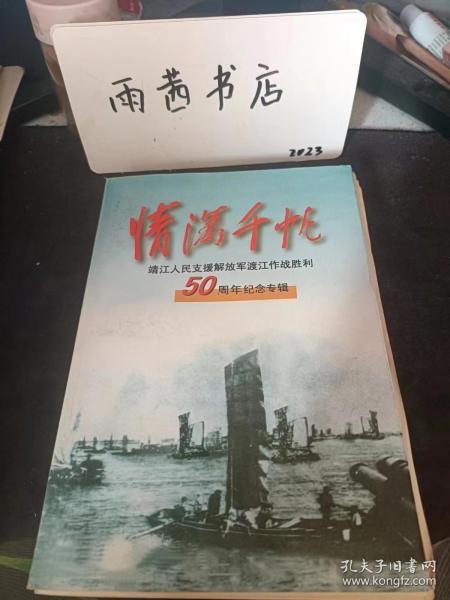 雨茜书店
2023
情满千帆
靖江人民支援解放军渡江作战胜利
50周年纪念专辑
孔夫子旧书网
www.kongfz.com